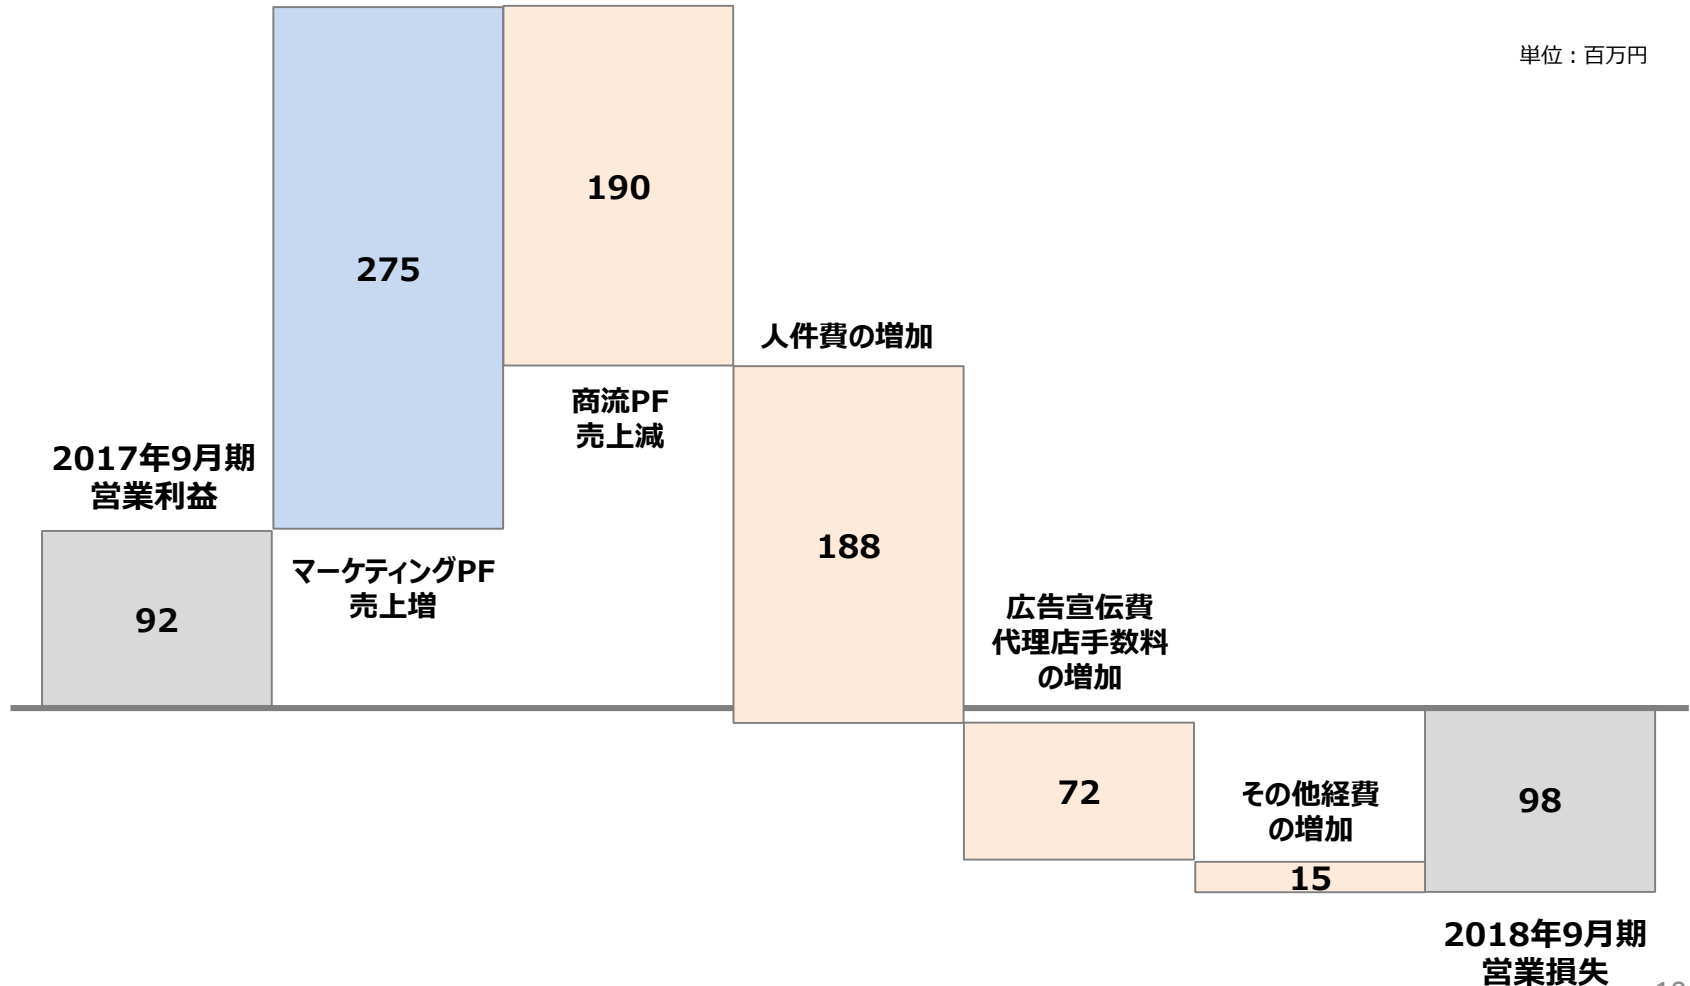 単位：百万円
190
275
人件費の増加
商流PF
売上減
2017年9月期
営業利益
188
マーケティングPF
売上増
92
広告宣伝費
代理店手数料
の増加
72
その他経費
の増加
98
15
2018年9月期
営業損失